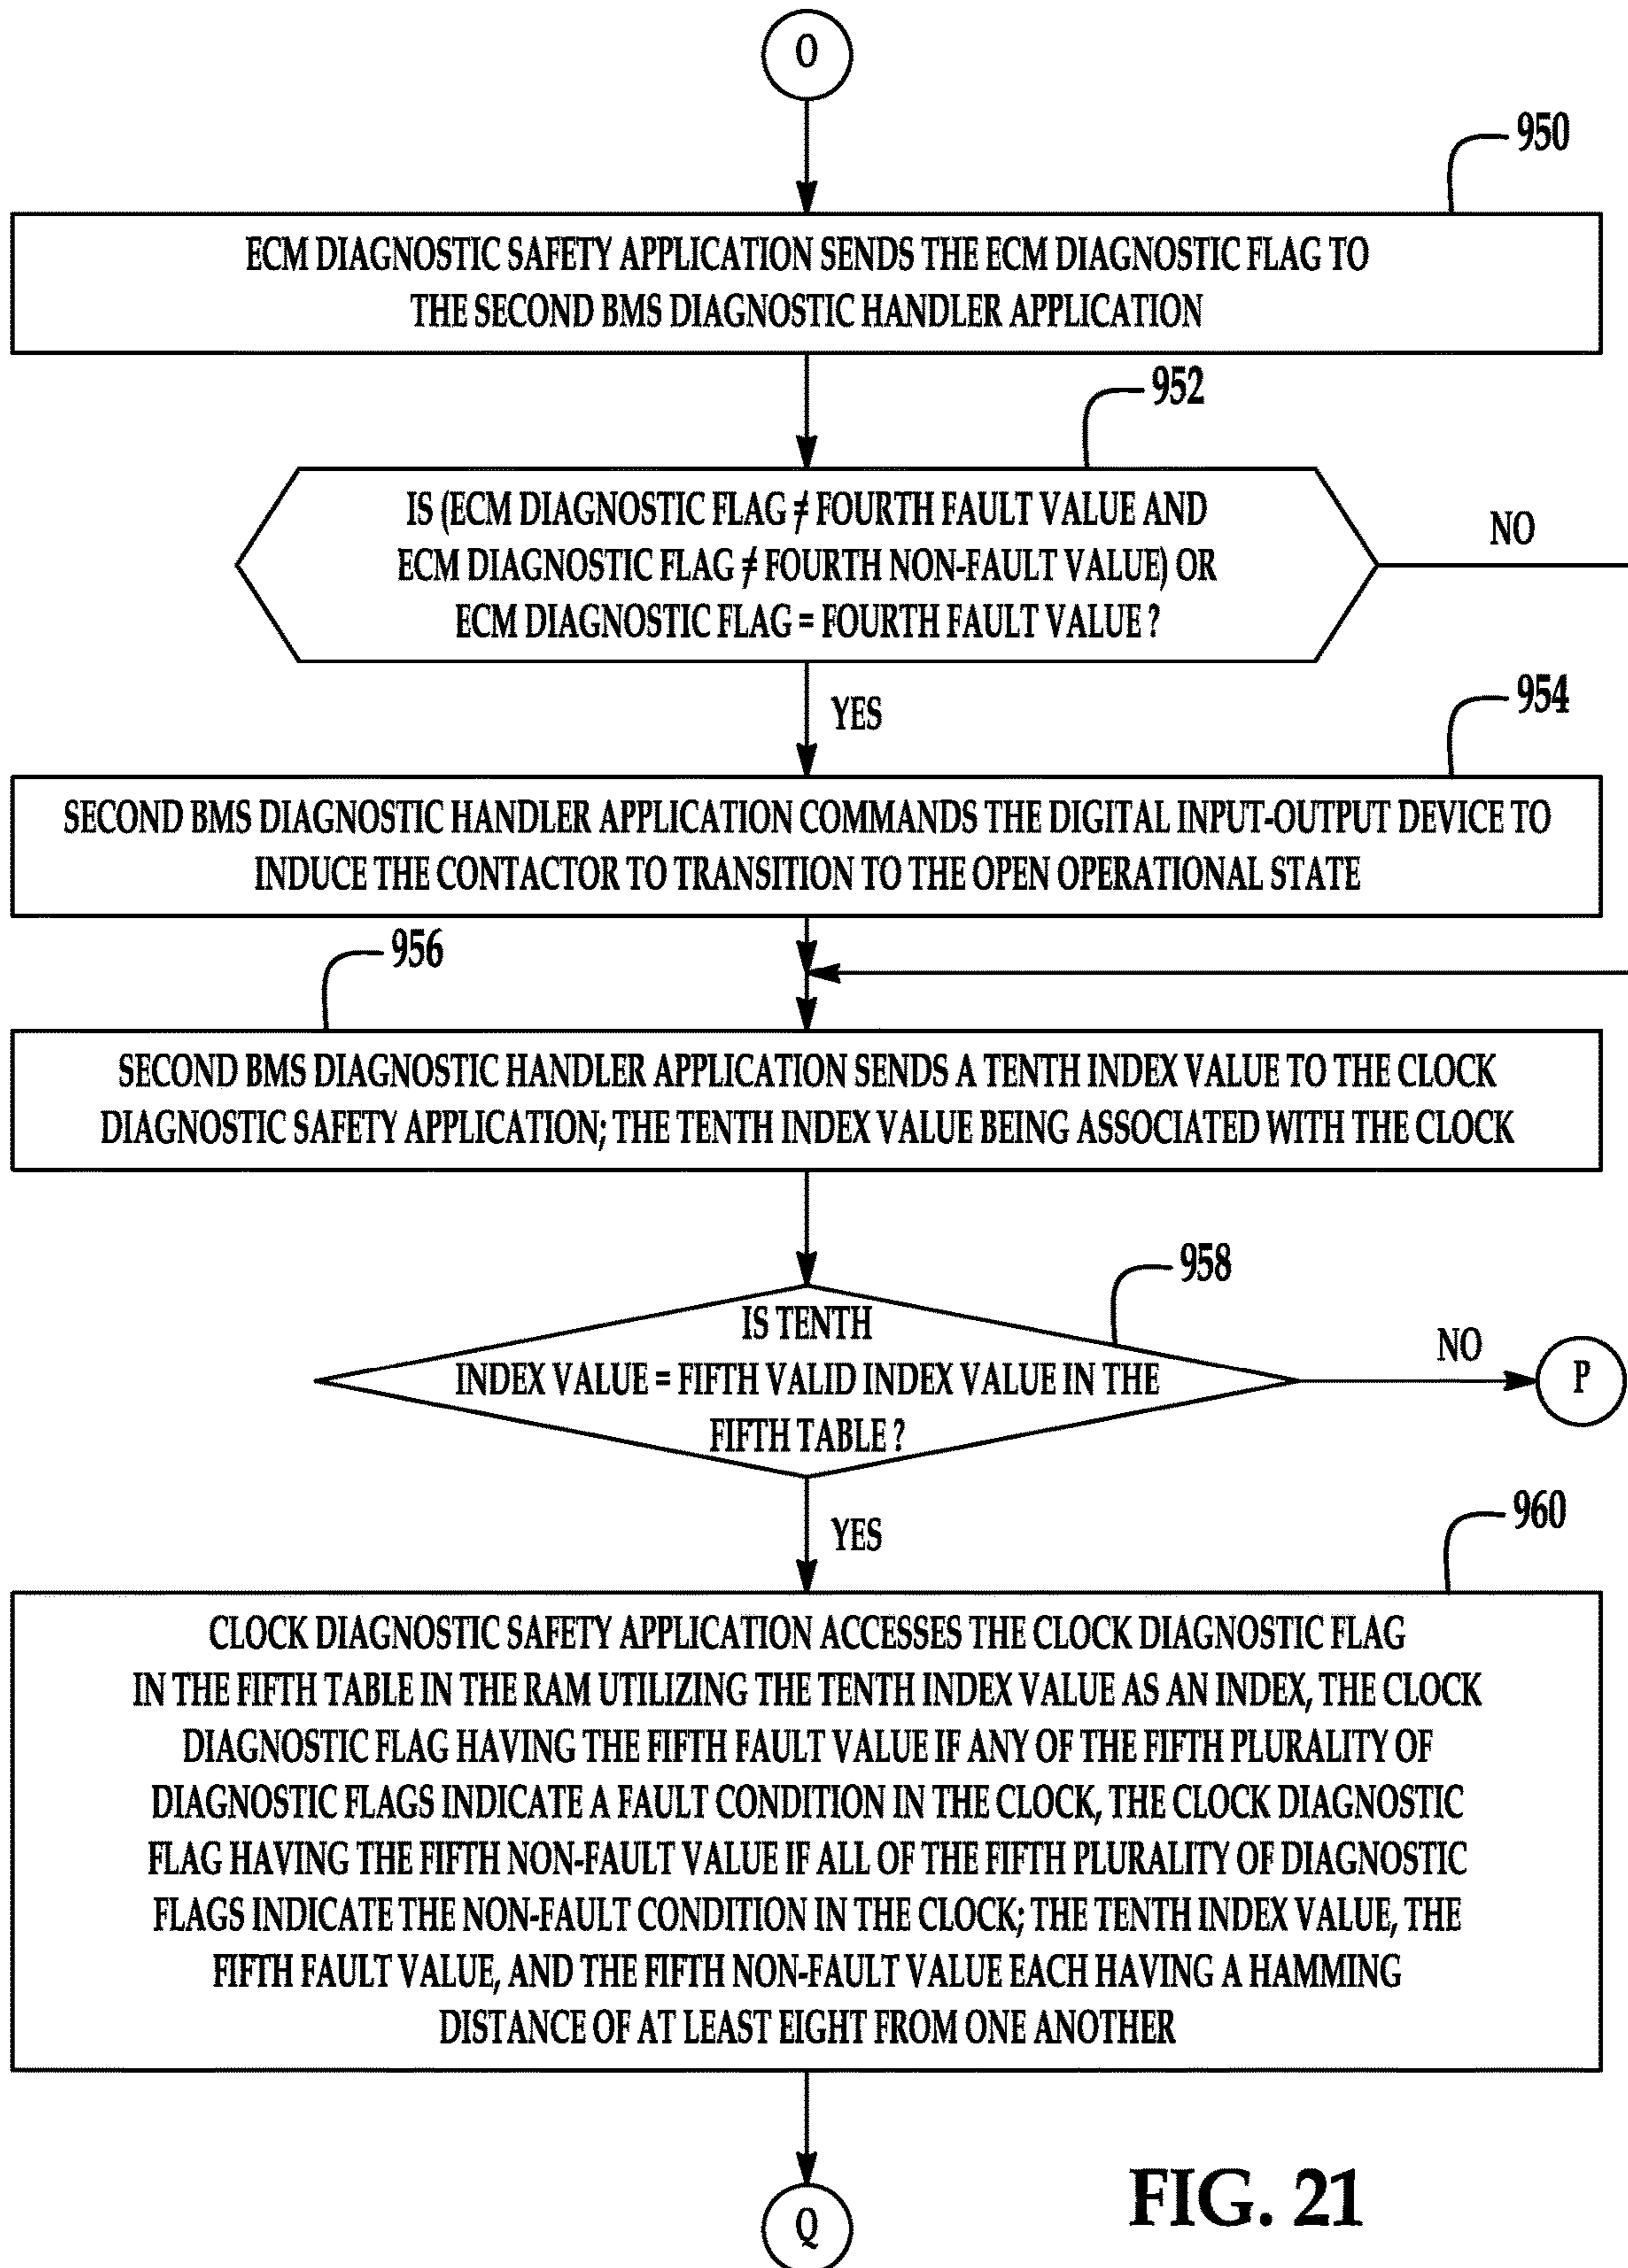 O
950
ECM DIAGNOSTIC SAFETY APPLICATION SENDS THE ECM DIAGNOSTIC FLAG TO
THE SECOND BMS DIAGNOSTIC HANDLER APPLICATION
952
IS (ECM DIAGNOSTIC FLAG ≠ FOURTH FAULT VALUE AND
ECM DIAGNOSTIC FLAG ≠ FOURTH NON-FAULT VALUE) OR
ECM DIAGNOSTIC FLAG = FOURTH FAULT VALUE ?
NO
YES
954
SECOND BMS DIAGNOSTIC HANDLER APPLICATION COMMANDS THE DIGITAL INPUT-OUTPUT DEVICE TO
INDUCE THE CONTACTOR TO TRANSITION TO THE OPEN OPERATIONAL STATE
956
SECOND BMS DIAGNOSTIC HANDLER APPLICATION SENDS A TENTH INDEX VALUE TO THE CLOCK
DIAGNOSTIC SAFETY APPLICATION; THE TENTH INDEX VALUE BEING ASSOCIATED WITH THE CLOCK
958
IS TENTH
INDEX VALUE = FIFTH VALID INDEX VALUE IN THE
FIFTH TABLE ?
NO
P
YES
960
CLOCK DIAGNOSTIC SAFETY APPLICATION ACCESSES THE CLOCK DIAGNOSTIC FLAG
IN THE FIFTH TABLE IN THE RAM UTILIZING THE TENTH INDEX VALUE AS AN INDEX, THE CLOCK
DIAGNOSTIC FLAG HAVING THE FIFTH FAULT VALUE IF ANY OF THE FIFTH PLURALITY OF
DIAGNOSTIC FLAGS INDICATE A FAULT CONDITION IN THE CLOCK, THE CLOCK DIAGNOSTIC
FLAG HAVING THE FIFTH NON-FAULT VALUE IF ALL OF THE FIFTH PLURALITY OF DIAGNOSTIC
FLAGS INDICATE THE NON-FAULT CONDITION IN THE CLOCK; THE TENTH INDEX VALUE, THE
FIFTH FAULT VALUE, AND THE FIFTH NON-FAULT VALUE EACH HAVING A HAMMING
DISTANCE OF AT LEAST EIGHT FROM ONE ANOTHER
Q
FIG. 21